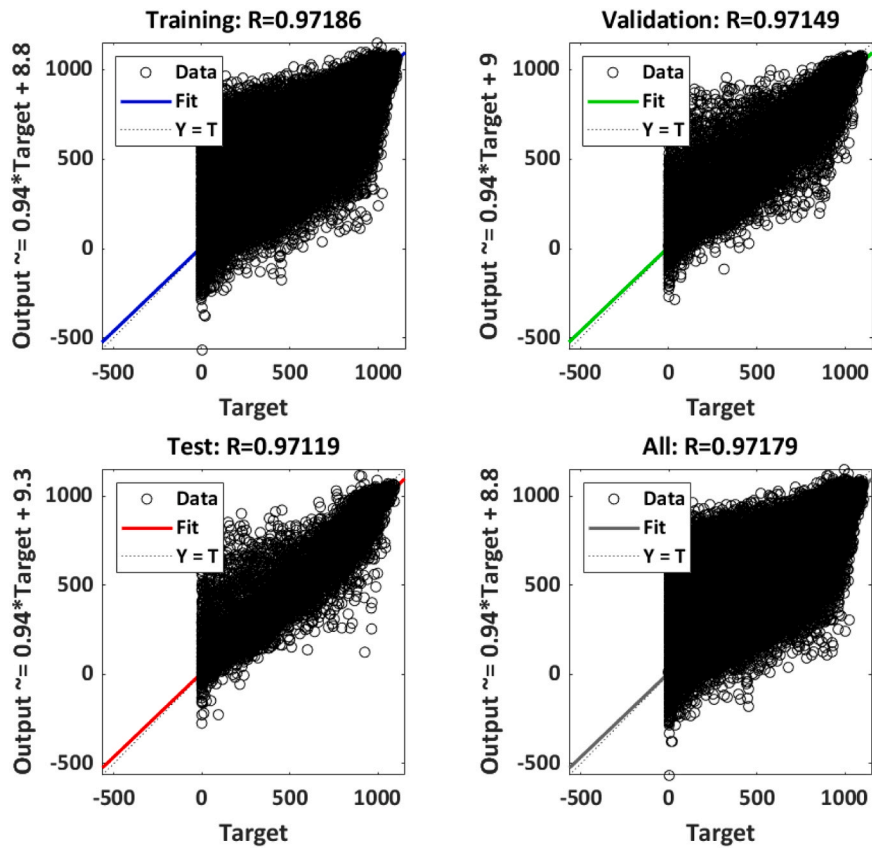 Training: R=0.97186
Output ~= 0.94*Target + 8.8
1000
500
0
-500
Data
Fit
Y = T
-500 0 500 1000
Target
Validation: R=0.97149
Output ~= 0.94*Target + 9
1000
500
0
-500
Data
Fit
Y = T
-500 0 500 1000
Target
Test: R=0.97119
Output ~= 0.94*Target + 9.3
1000
500
0
-500
Data
Fit
Y = T
-500 0 500 1000
Target
All: R=0.97179
Output ~= 0.94*Target + 8.8
1000
500
0
-500
Data
Fit
Y = T
-500 0 500 1000
Target